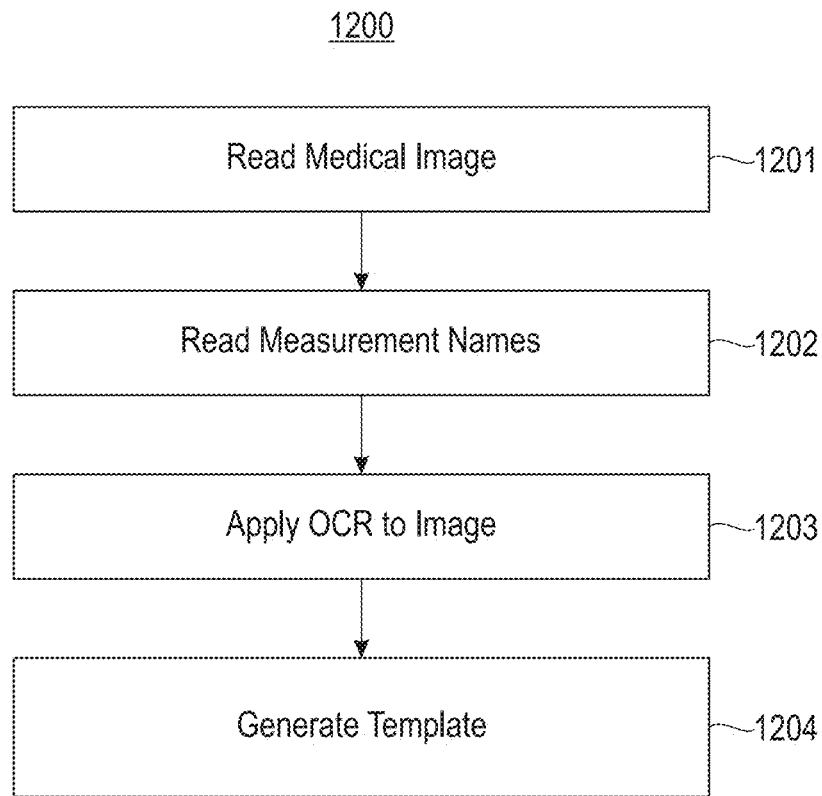 1200
Read Medical Image
1201
Read Measurement Names
1202
Apply OCR to Image
1203
Generate Template
1204